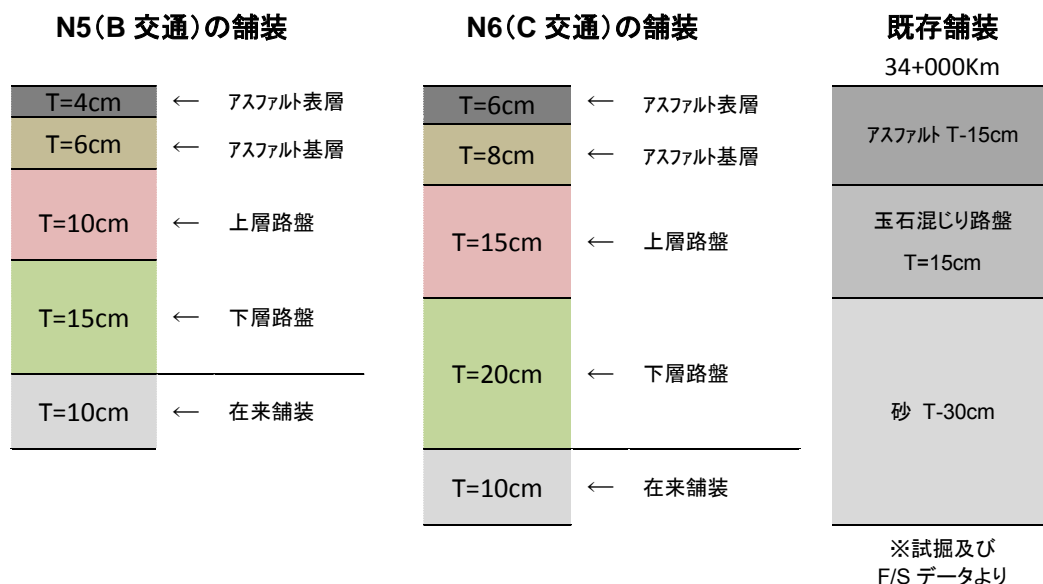 N5(B 交通)の舗装
T=4cm ← アスファルト表層
T=6cm ← アスファルト基層
T=10cm ← 上層路盤
T=15cm ← 下層路盤
T=10cm ← 在来舗装
N6(C 交通)の舗装
T=6cm ← アスファルト表層
T=8cm ← アスファルト基層
T=15cm ← 上層路盤
T=20cm ← 下層路盤
T=10cm ← 在来舗装
既存舗装
34+000Km
アスファルト T-15cm
玉石混じり路盤
T=15cm
砂 T-30cm
※試掘及び
F/S データより